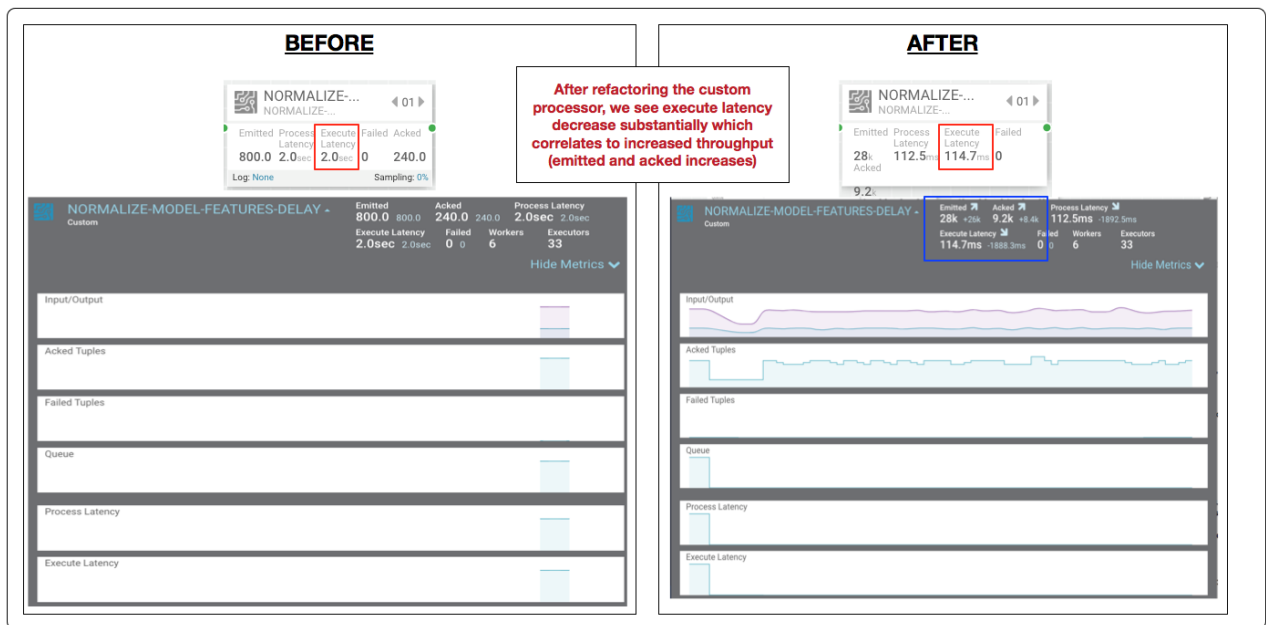 BEFORE
NORMALIZE-...
NORMALIZE-...
01
Emitted Process Latency Execute Latency Failed Acked
800.0 2.0sec 2.0sec 0 240.0
Log: None Sampling: 0%
NORMALIZE-MODEL-FEATURES-DELAY
Custom
Emitted Acked Process Latency
800.0 800.0 240.0 240.0 2.0sec 2.0sec
Execute Latency Failed Workers Executors
2.0sec 2.0sec 0 0 6 33
Hide Metrics
Input/Output
Acked Tuples
Failed Tuples
Queue
Process Latency
Execute Latency
After refactoring the custom
processor, we see execute latency
decrease substantially which
correlates to increased throughput
(emitted and acked increases)
AFTER
NORMALIZE-...
NORMALIZE-...
01
Emitted Process Latency Execute Latency Failed
28k 112.5ms 114.7ms 0
Acked
9.2k
NORMALIZE-MODEL-FEATURES-DELAY
Custom
Emitted Acked Process Latency
28k +26k 9.2k +8.4k 112.5ms -1892.5ms
Execute Latency Failed Workers Executors
114.7ms -1888.3ms 0 0 6 33
Hide Metrics
Input/Output
Acked Tuples
Failed Tuples
Queue
Process Latency
Execute Latency